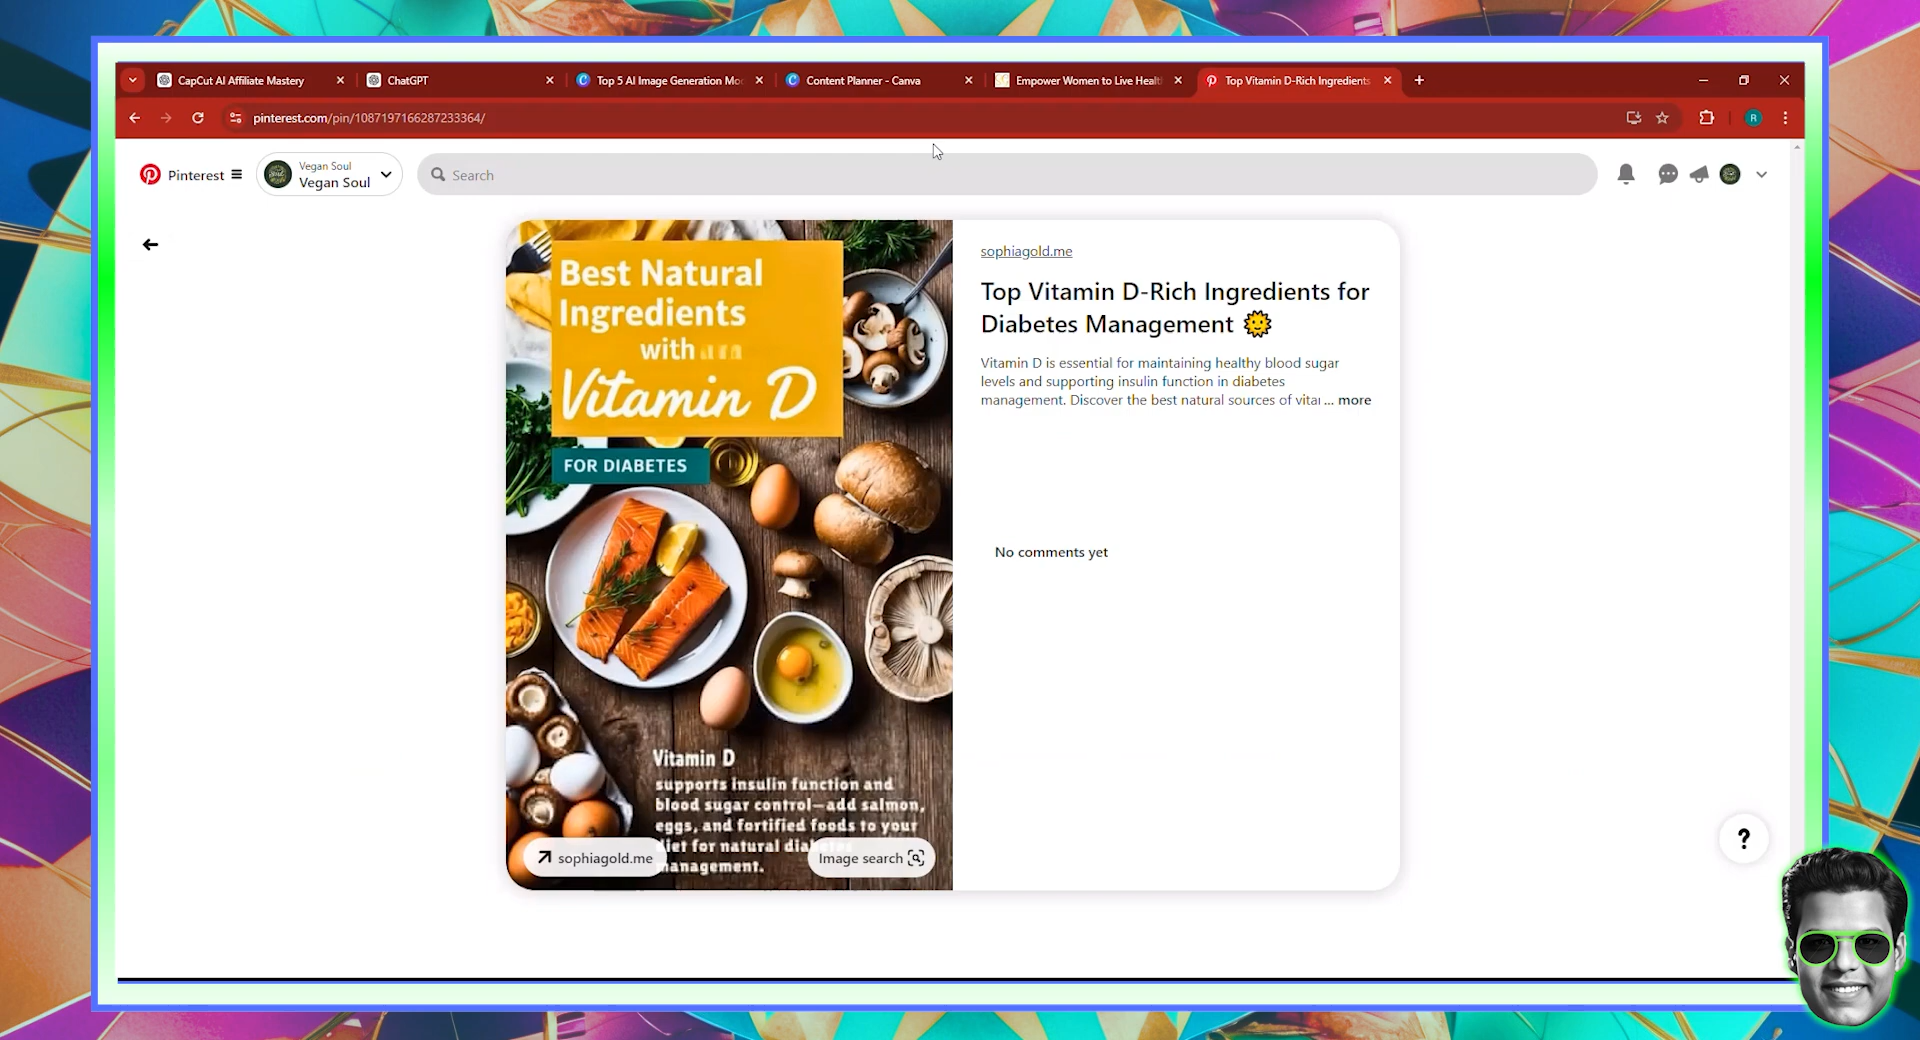 CapCut AI Affiliate Mastery
ChatGPT
Top 5 AI Image Generation Mo
Content Planner - Canva
Empower Women to Live Healt
Top Vitamin D-Rich Ingredients
pinterest.com/pin/1087197166287233364/
R
Pinterest
Vegan Soul
Vegan Soul
Search
Best Natural
Ingredients
with
Vitamin D
FOR DIABETES
Vitamin D
supports insulin function and
blood sugar control—add salmon,
eggs, and fortified foods to your
diet for natural
management.
sophiagold.me
Image search
sophiagold.me
Top Vitamin D-Rich Ingredients for
Diabetes Management
Vitamin D is essential for maintaining healthy blood sugar
levels and supporting insulin function in diabetes
management. Discover the best natural sources of vita ... more
No comments yet
?